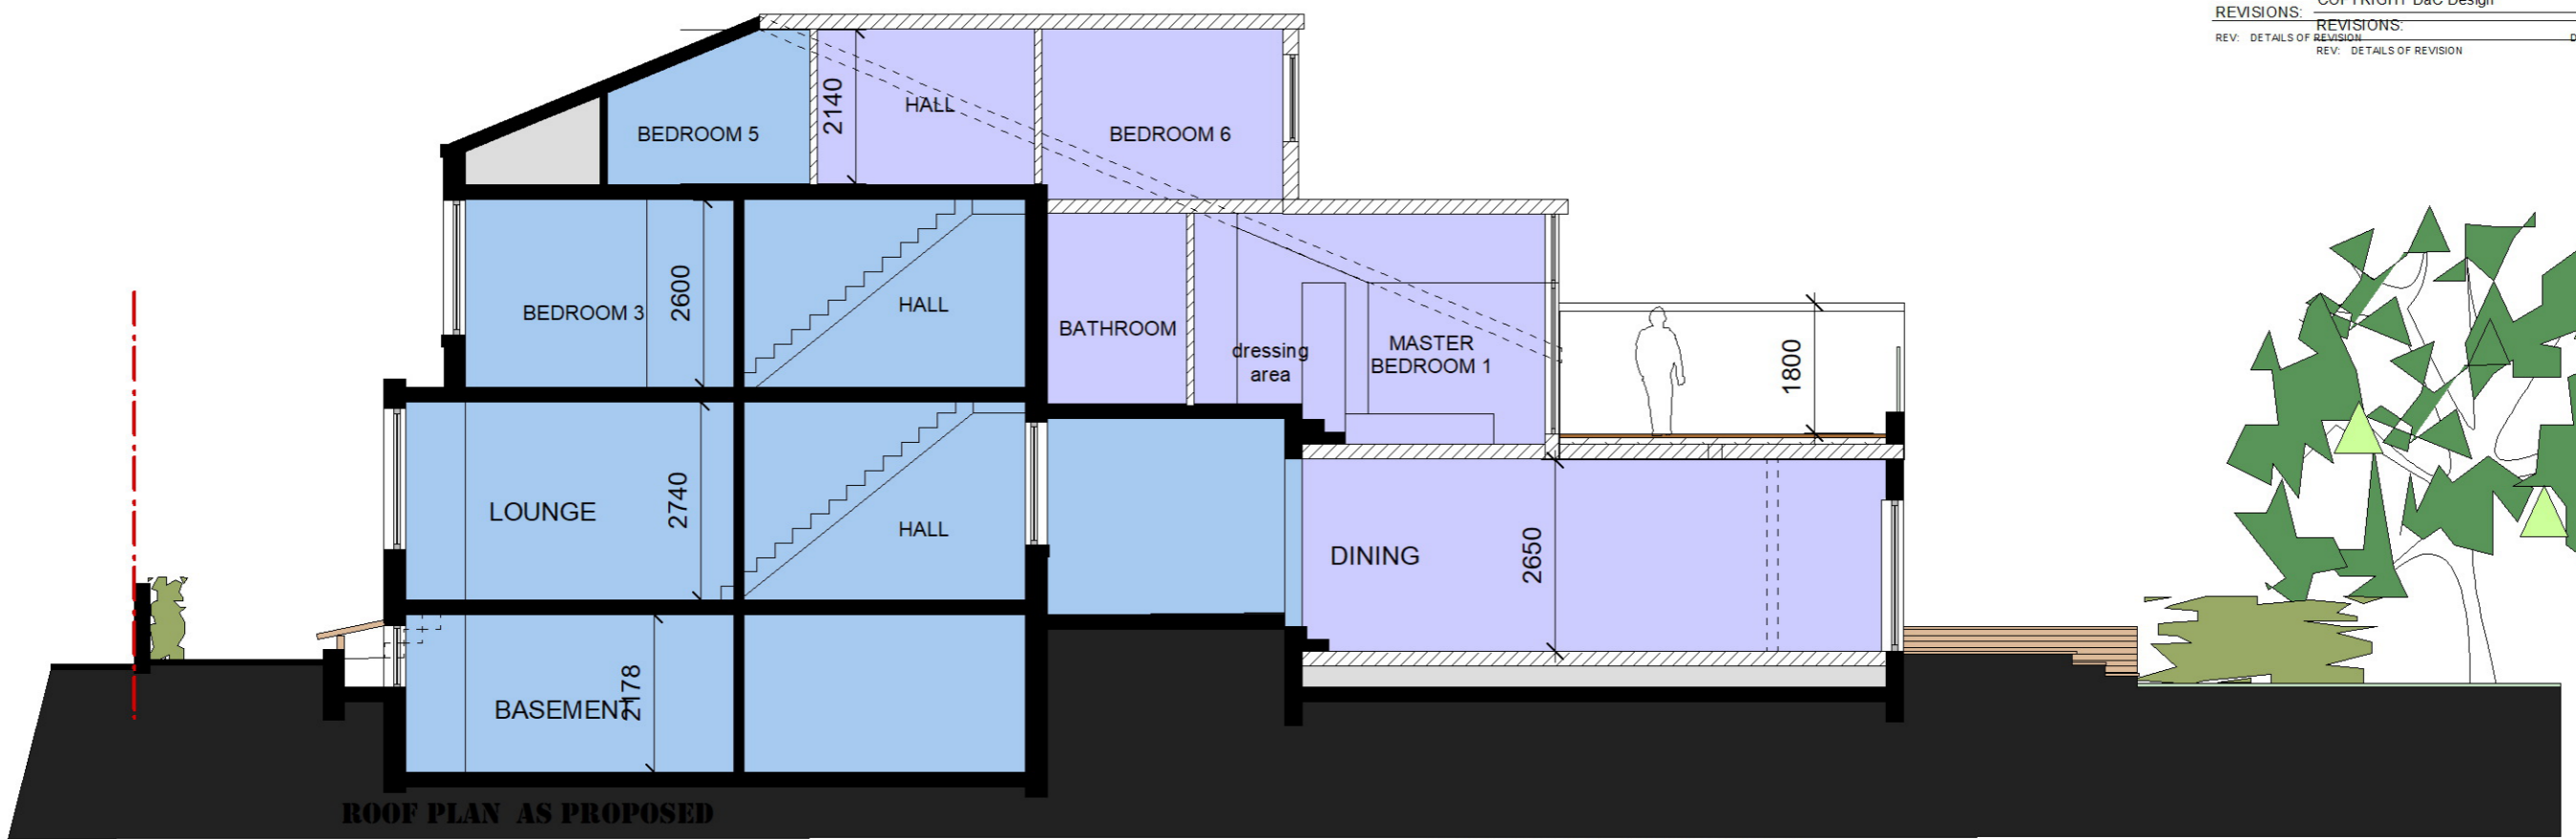 COPYRIGHT D&C Design
REVISIONS:
REVISIONS:
REV: DETAILS OF REVISION
REV: DETAILS OF REVISION
2140
HALL
BEDROOM 5
BEDROOM 6
2600
HALL
BEDROOM 3
BATHROOM
dressing
area
MASTER
BEDROOM 1
1800
2740
LOUNGE
HALL
DINING
2650
2178
BASEMENT
ROOF PLAN AS PROPOSED